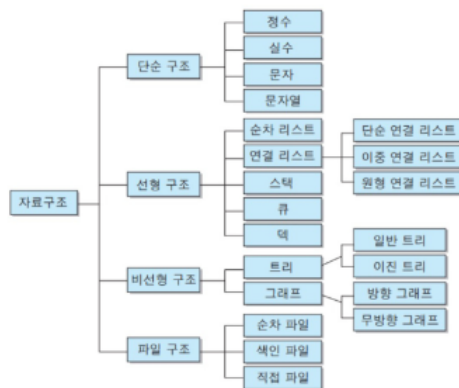 정수
실수
단순 구조
문자
문자열
순차 리스트
단순 연결 리스트
연결 리스트
이중 연결 리스트
선형 구조
스택
원형 연결 리스트
자료구조
큐
덱
일반 트리
트리
이진 트리
비선형 구조
그래프
방향 그래프
무방향 그래프
순차 파일
파일 구조
색인 파일
직접 파일